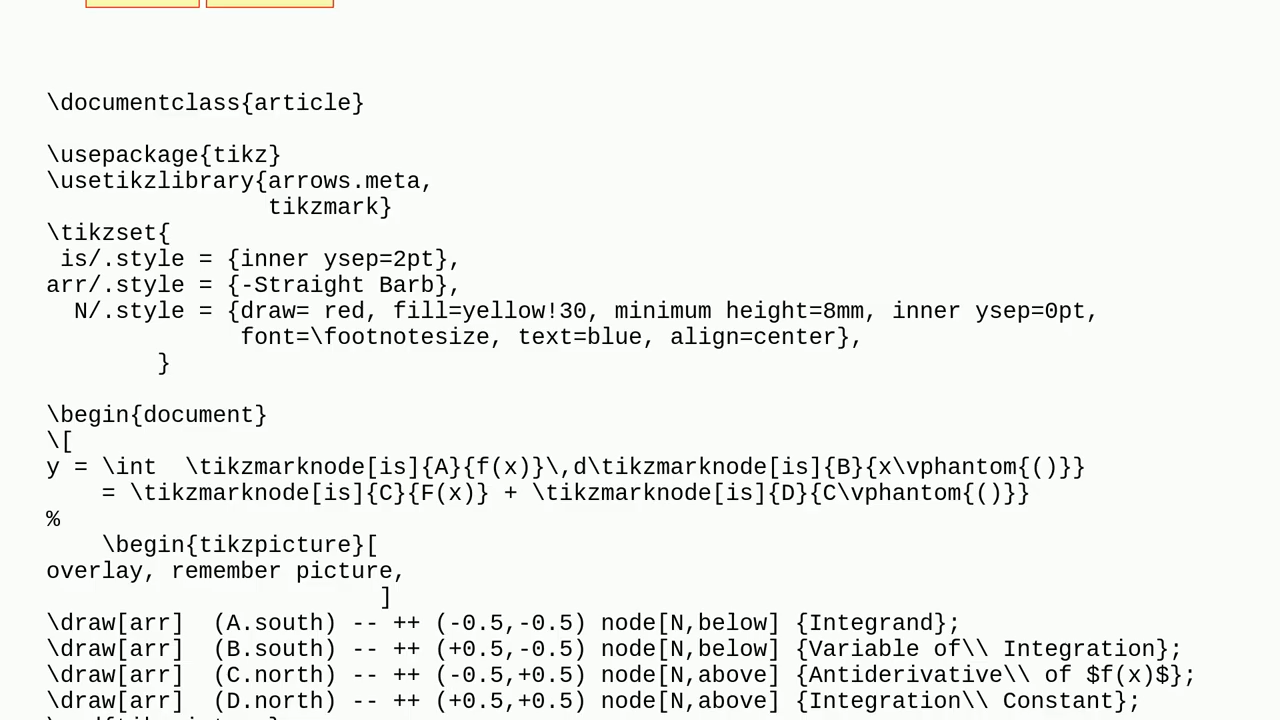 \documentclass{article}

\usepackage{tikz}
\usetikzlibrary{arrows.meta,
                tikzmark}
\tikzset{
 is/.style = {inner ysep=2pt},
arr/.style = {-Straight Barb},
  N/.style = {draw= red, fill=yellow!30, minimum height=8mm, inner ysep=0pt,
              font=\footnotesize, text=blue, align=center},
        }

\begin{document}
\[
y = \int  \tikzmarknode[is]{A}{f(x)}\,d\tikzmarknode[is]{B}{x\vphantom{()}}
    = \tikzmarknode[is]{C}{F(x)} + \tikzmarknode[is]{D}{C\vphantom{()}}
%
    \begin{tikzpicture}[
overlay, remember picture,
                        ]
\draw[arr]  (A.south) -- ++ (-0.5,-0.5) node[N,below] {Integrand};
\draw[arr]  (B.south) -- ++ (+0.5,-0.5) node[N,below] {Variable of\\ Integration};
\draw[arr]  (C.north) -- ++ (-0.5,+0.5) node[N,above] {Antiderivative\\ of $f(x)$};
\draw[arr]  (D.north) -- ++ (+0.5,+0.5) node[N,above] {Integration\\ Constant};